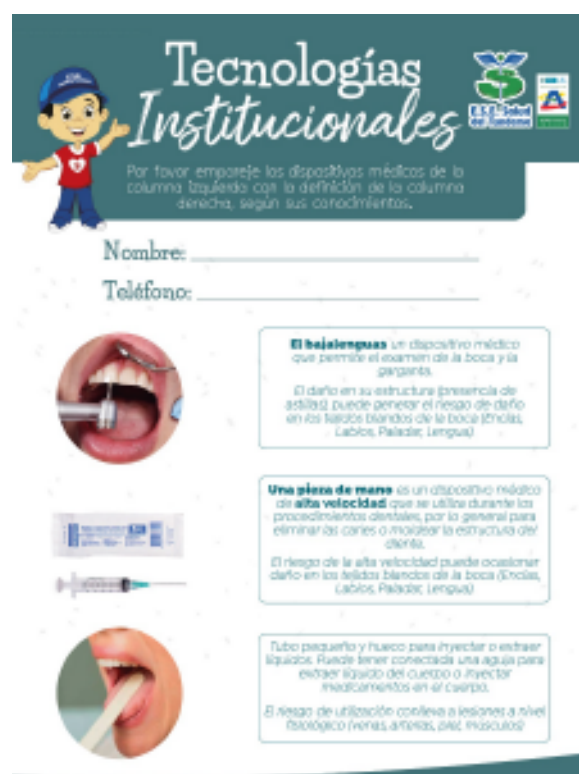 Tecnologías
Institucionales
Por favor empareje los dispositivos médicos de la
columna izquierda con la definición de la columna
derecha, según sus conocimientos.
Nombre:
Teléfono:
El bajalenguas un dispositivo médico
que permite el examen de la boca y la
garganta.
El daño en su estructura (presencia de
astillas), puede generar el riesgo de daño
en los tejidos blandos de la boca (Encías,
Labios, Paladar, Lengua)
Una pieza de mano es un dispositivo médico
de alta velocidad que se utiliza durante los
procedimientos dentales, por lo general para
eliminar las caries o moldear la estructura del
diente.
El riesgo de la alta velocidad puede ocasionar
daño en los tejidos blandos de la boca (Encías,
Labios, Paladar, Lengua)
Tubo pequeño y hueco para inyectar o extraer
líquidos. Puede tener conectada una aguja para
extraer líquido del cuerpo o inyectar
medicamentos en el cuerpo.
El riesgo de utilización conlleva a lesiones a nivel
fisiológico (venas, arterias, piel, músculos)